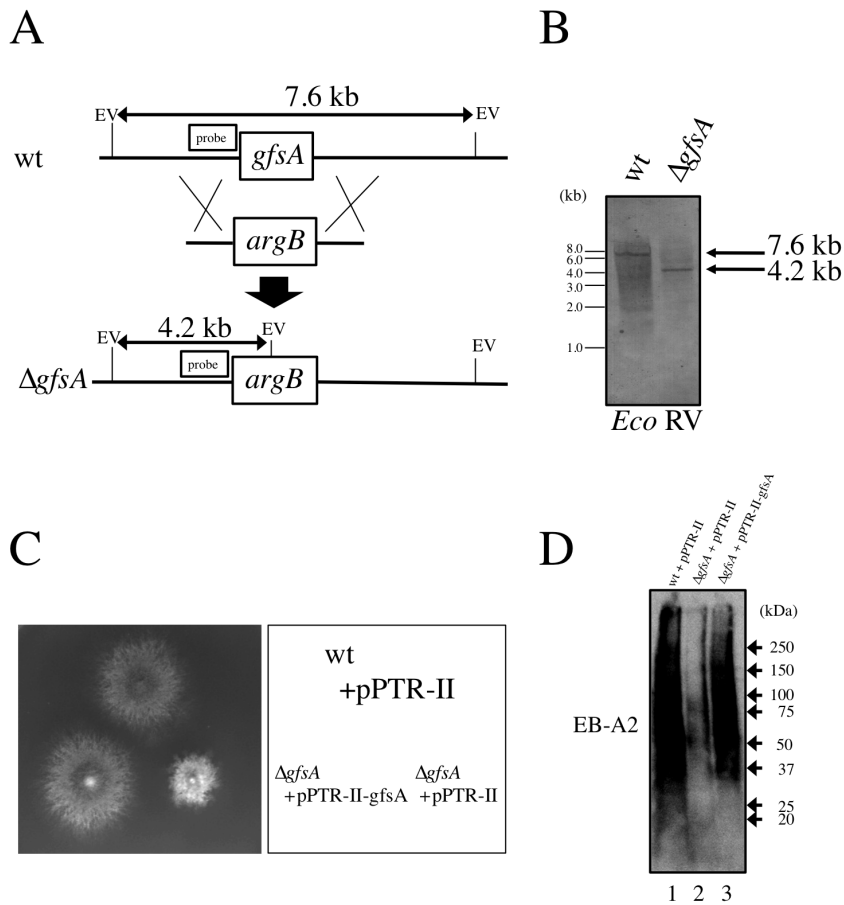 A
7.6 kb
EV
EV
probe
gfsA
wt
argB
4.2 kb
EV
EV
EV
probe
argB
ΔgfsA
B
wt
ΔgfsA
(kb)
8.0
6.0
4.0
3.0
2.0
1.0
7.6 kb
4.2 kb
Eco RV
C
wt
+pPTR-II
ΔgfsA
+pPTR-II-gfsA
ΔgfsA
+pPTR-II
D
wt + pPTR-II
ΔgfsA + pPTR-II
ΔgfsA + pPTR-II-gfsA
(kDa)
250
150
100
75
50
37
25
20
EB-A2
1 2 3